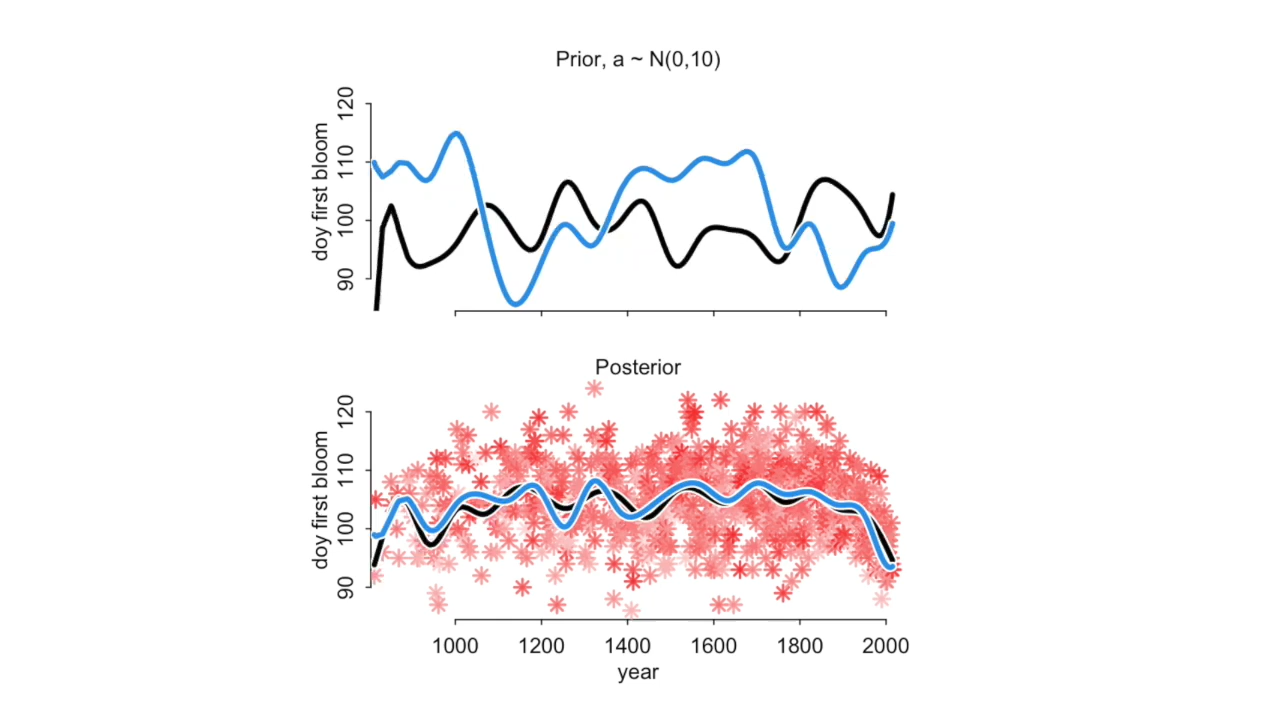 Prior, a ~ N(0,10)
doy first bloom
120
110
100
90
Posterior
doy first bloom
120
110
100
90
1000 1200 1400 1600 1800 2000
year